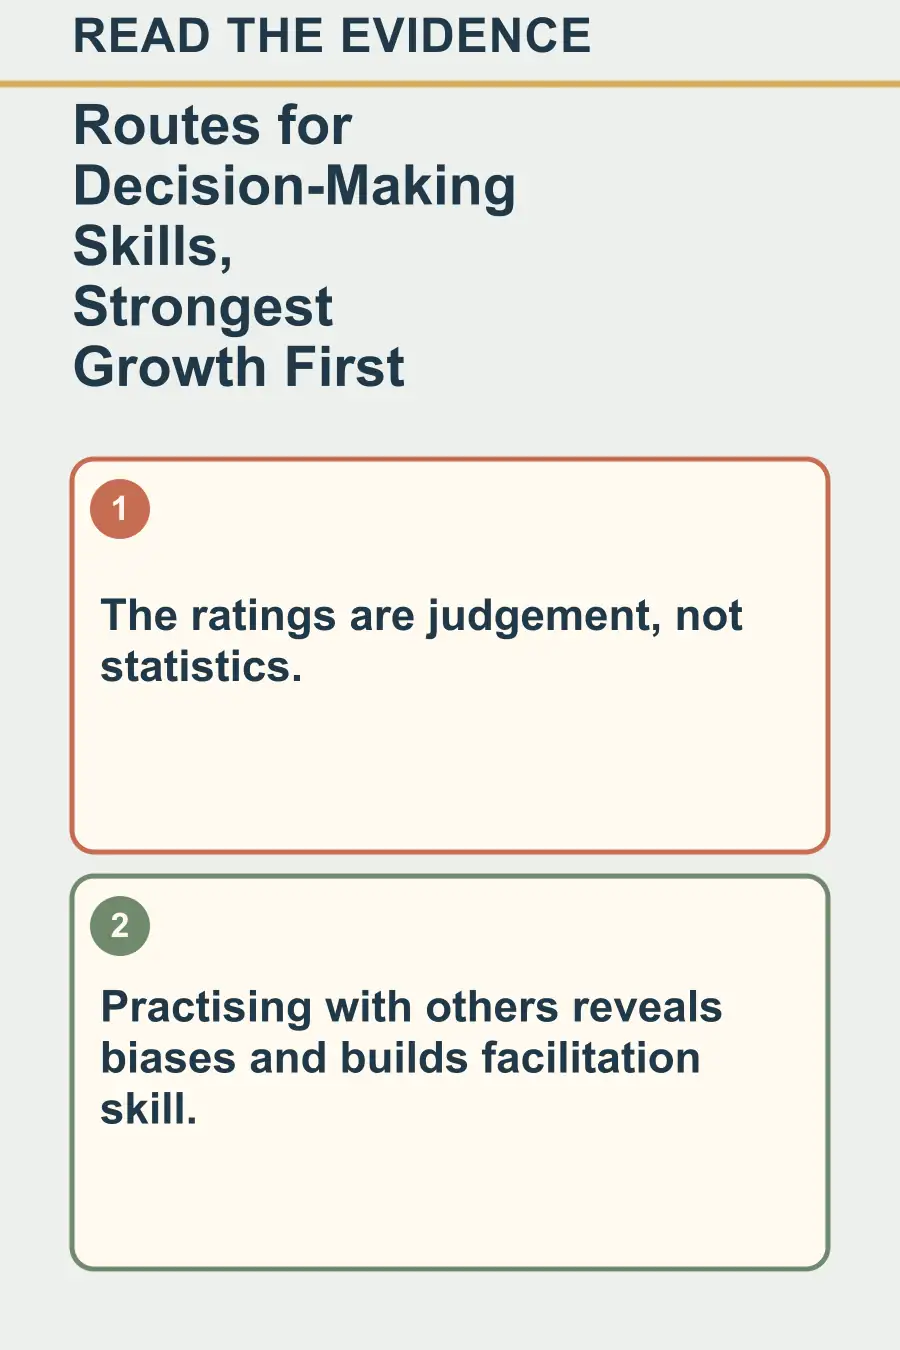 READ THE EVIDENCE
Routes for
Decision-Making
Skills,
Strongest
Growth First
1
The ratings are judgement, not
statistics.
2
Practising with others reveals
biases and builds facilitation
skill.